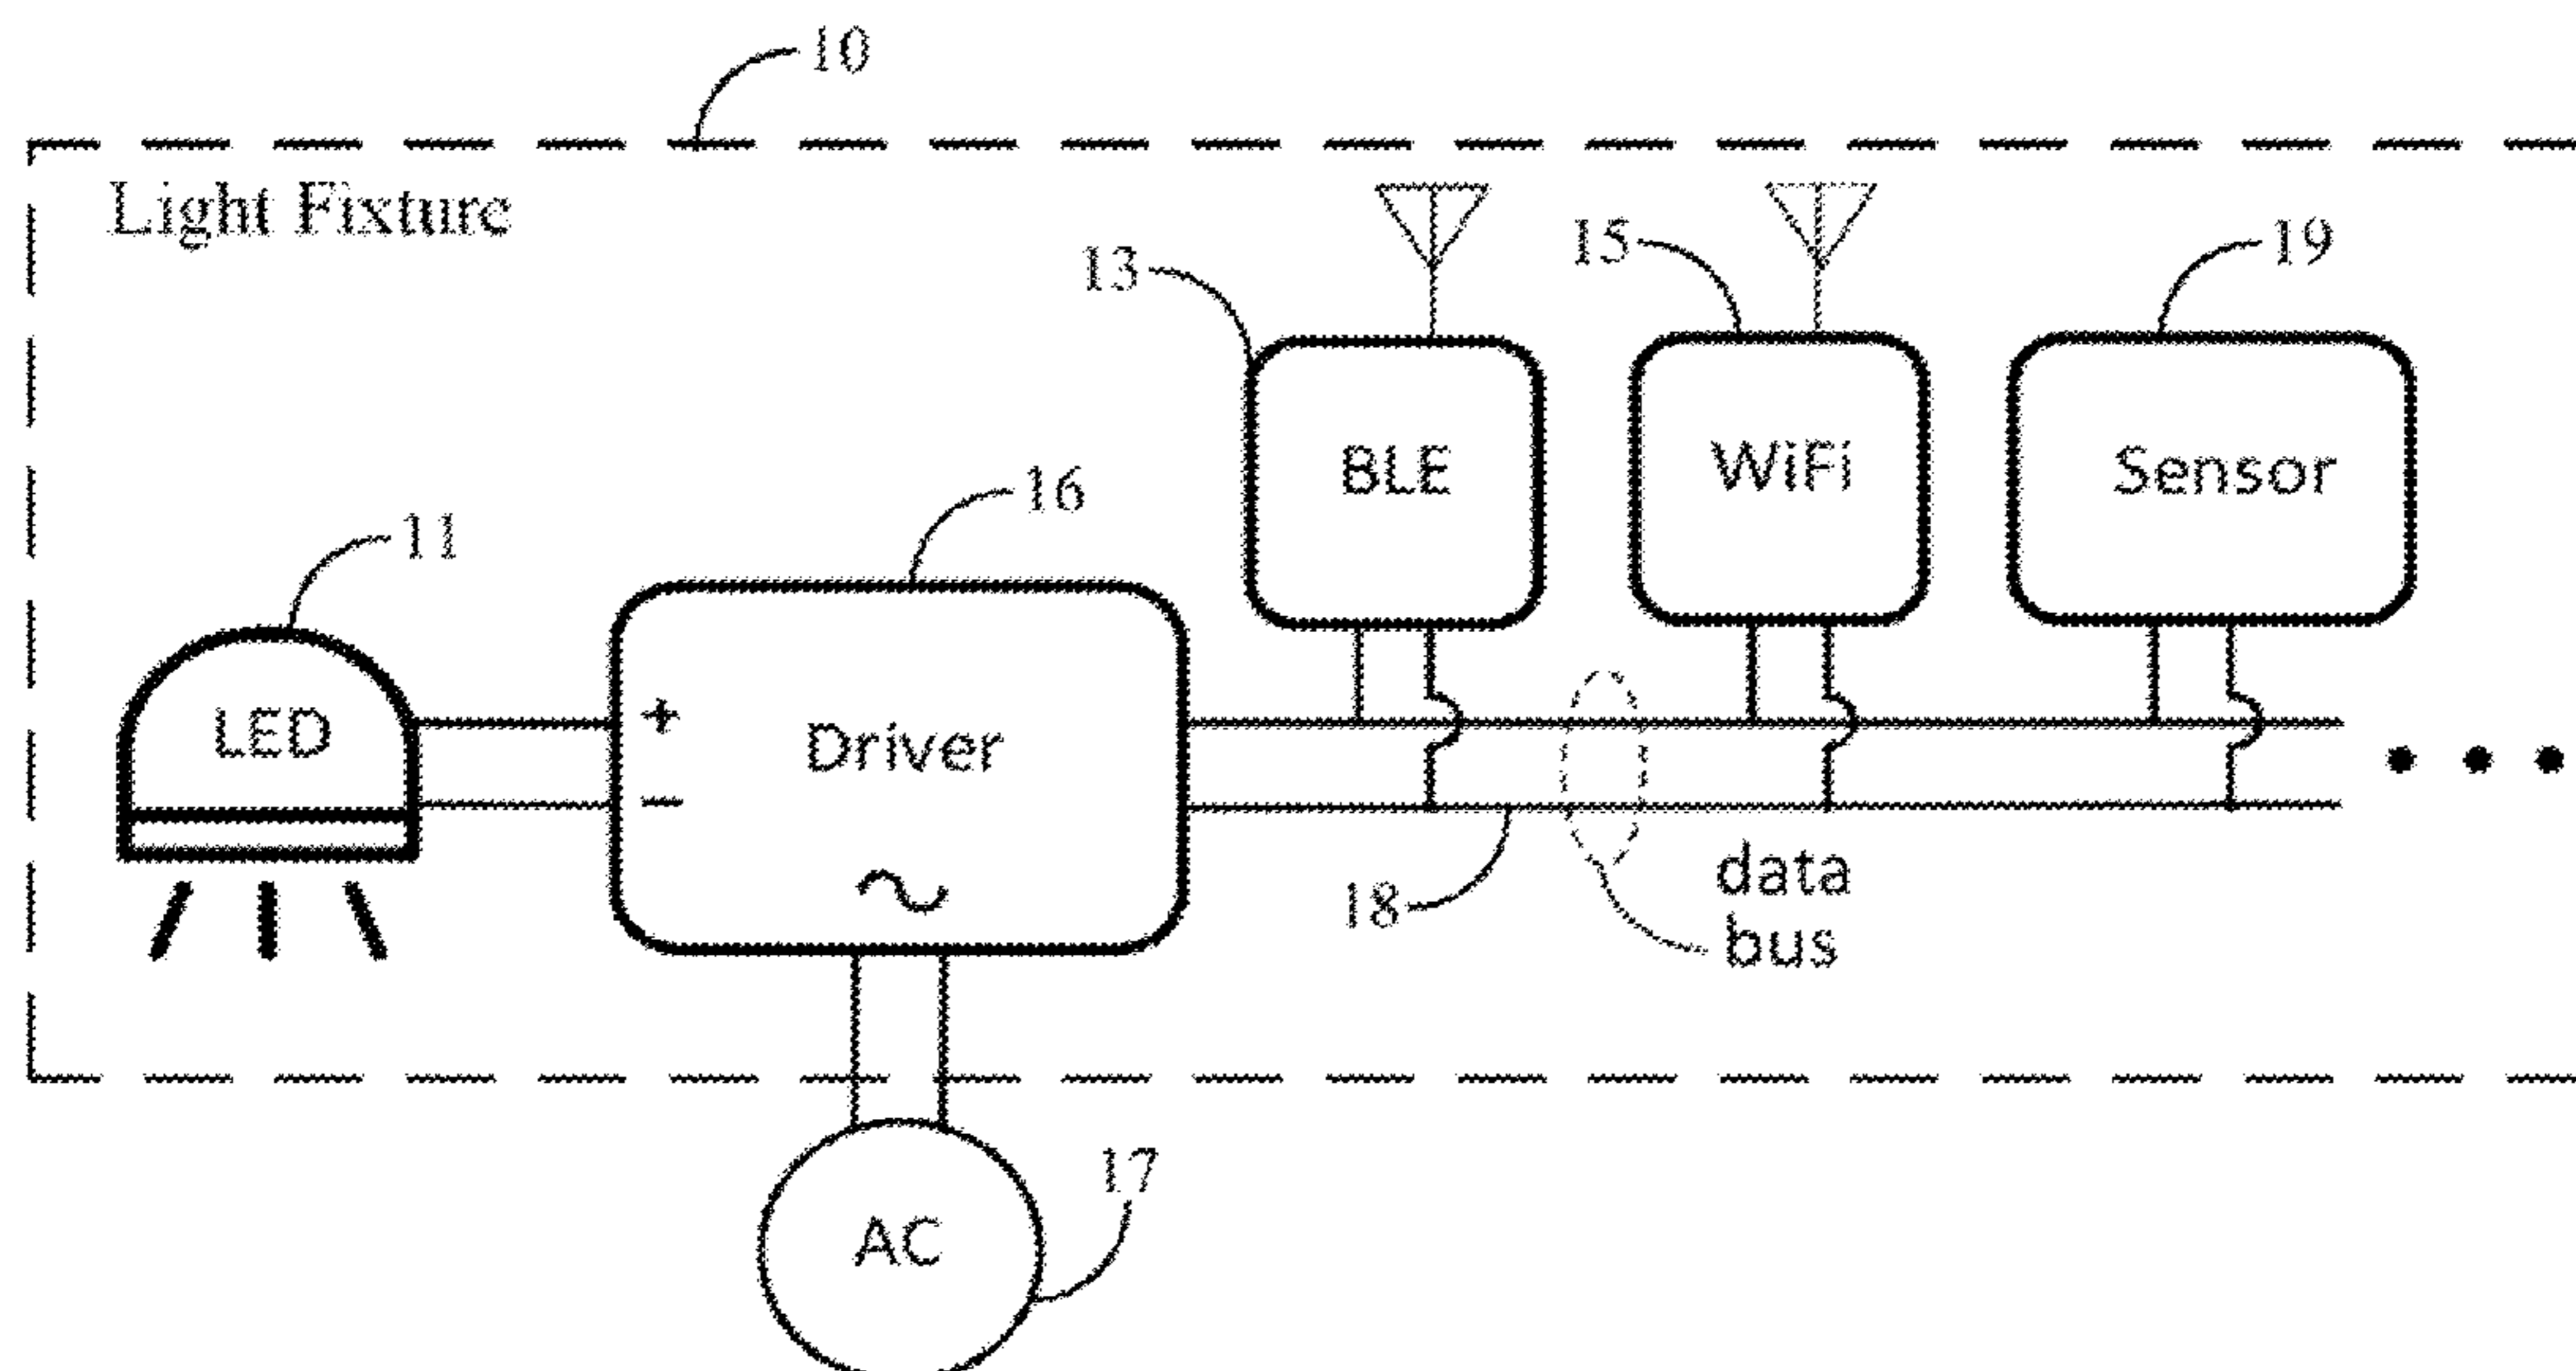 10
Light Fixture
13
15
19
BLE
WiFi
Sensor
16
11
LED
+
Driver
−
~
18
data
bus
17
AC